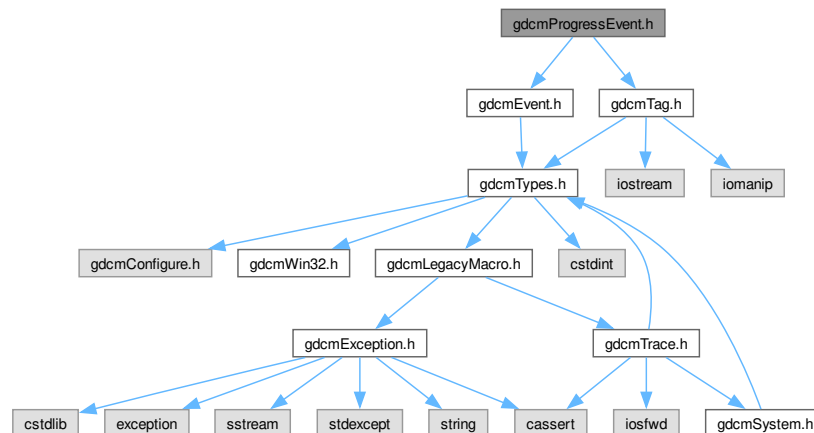 gdcmProgressEvent.h
gdcmEvent.h
gdcmTag.h
gdcmTypes.h
iostream
iomanip
gdcmConfigure.h
gdcmWin32.h
gdcmLegacyMacro.h
cstdint
gdcmException.h
gdcmTrace.h
cstdlib
exception
sstream
stdexcept
string
cassert
iosfwd
gdcmSystem.h